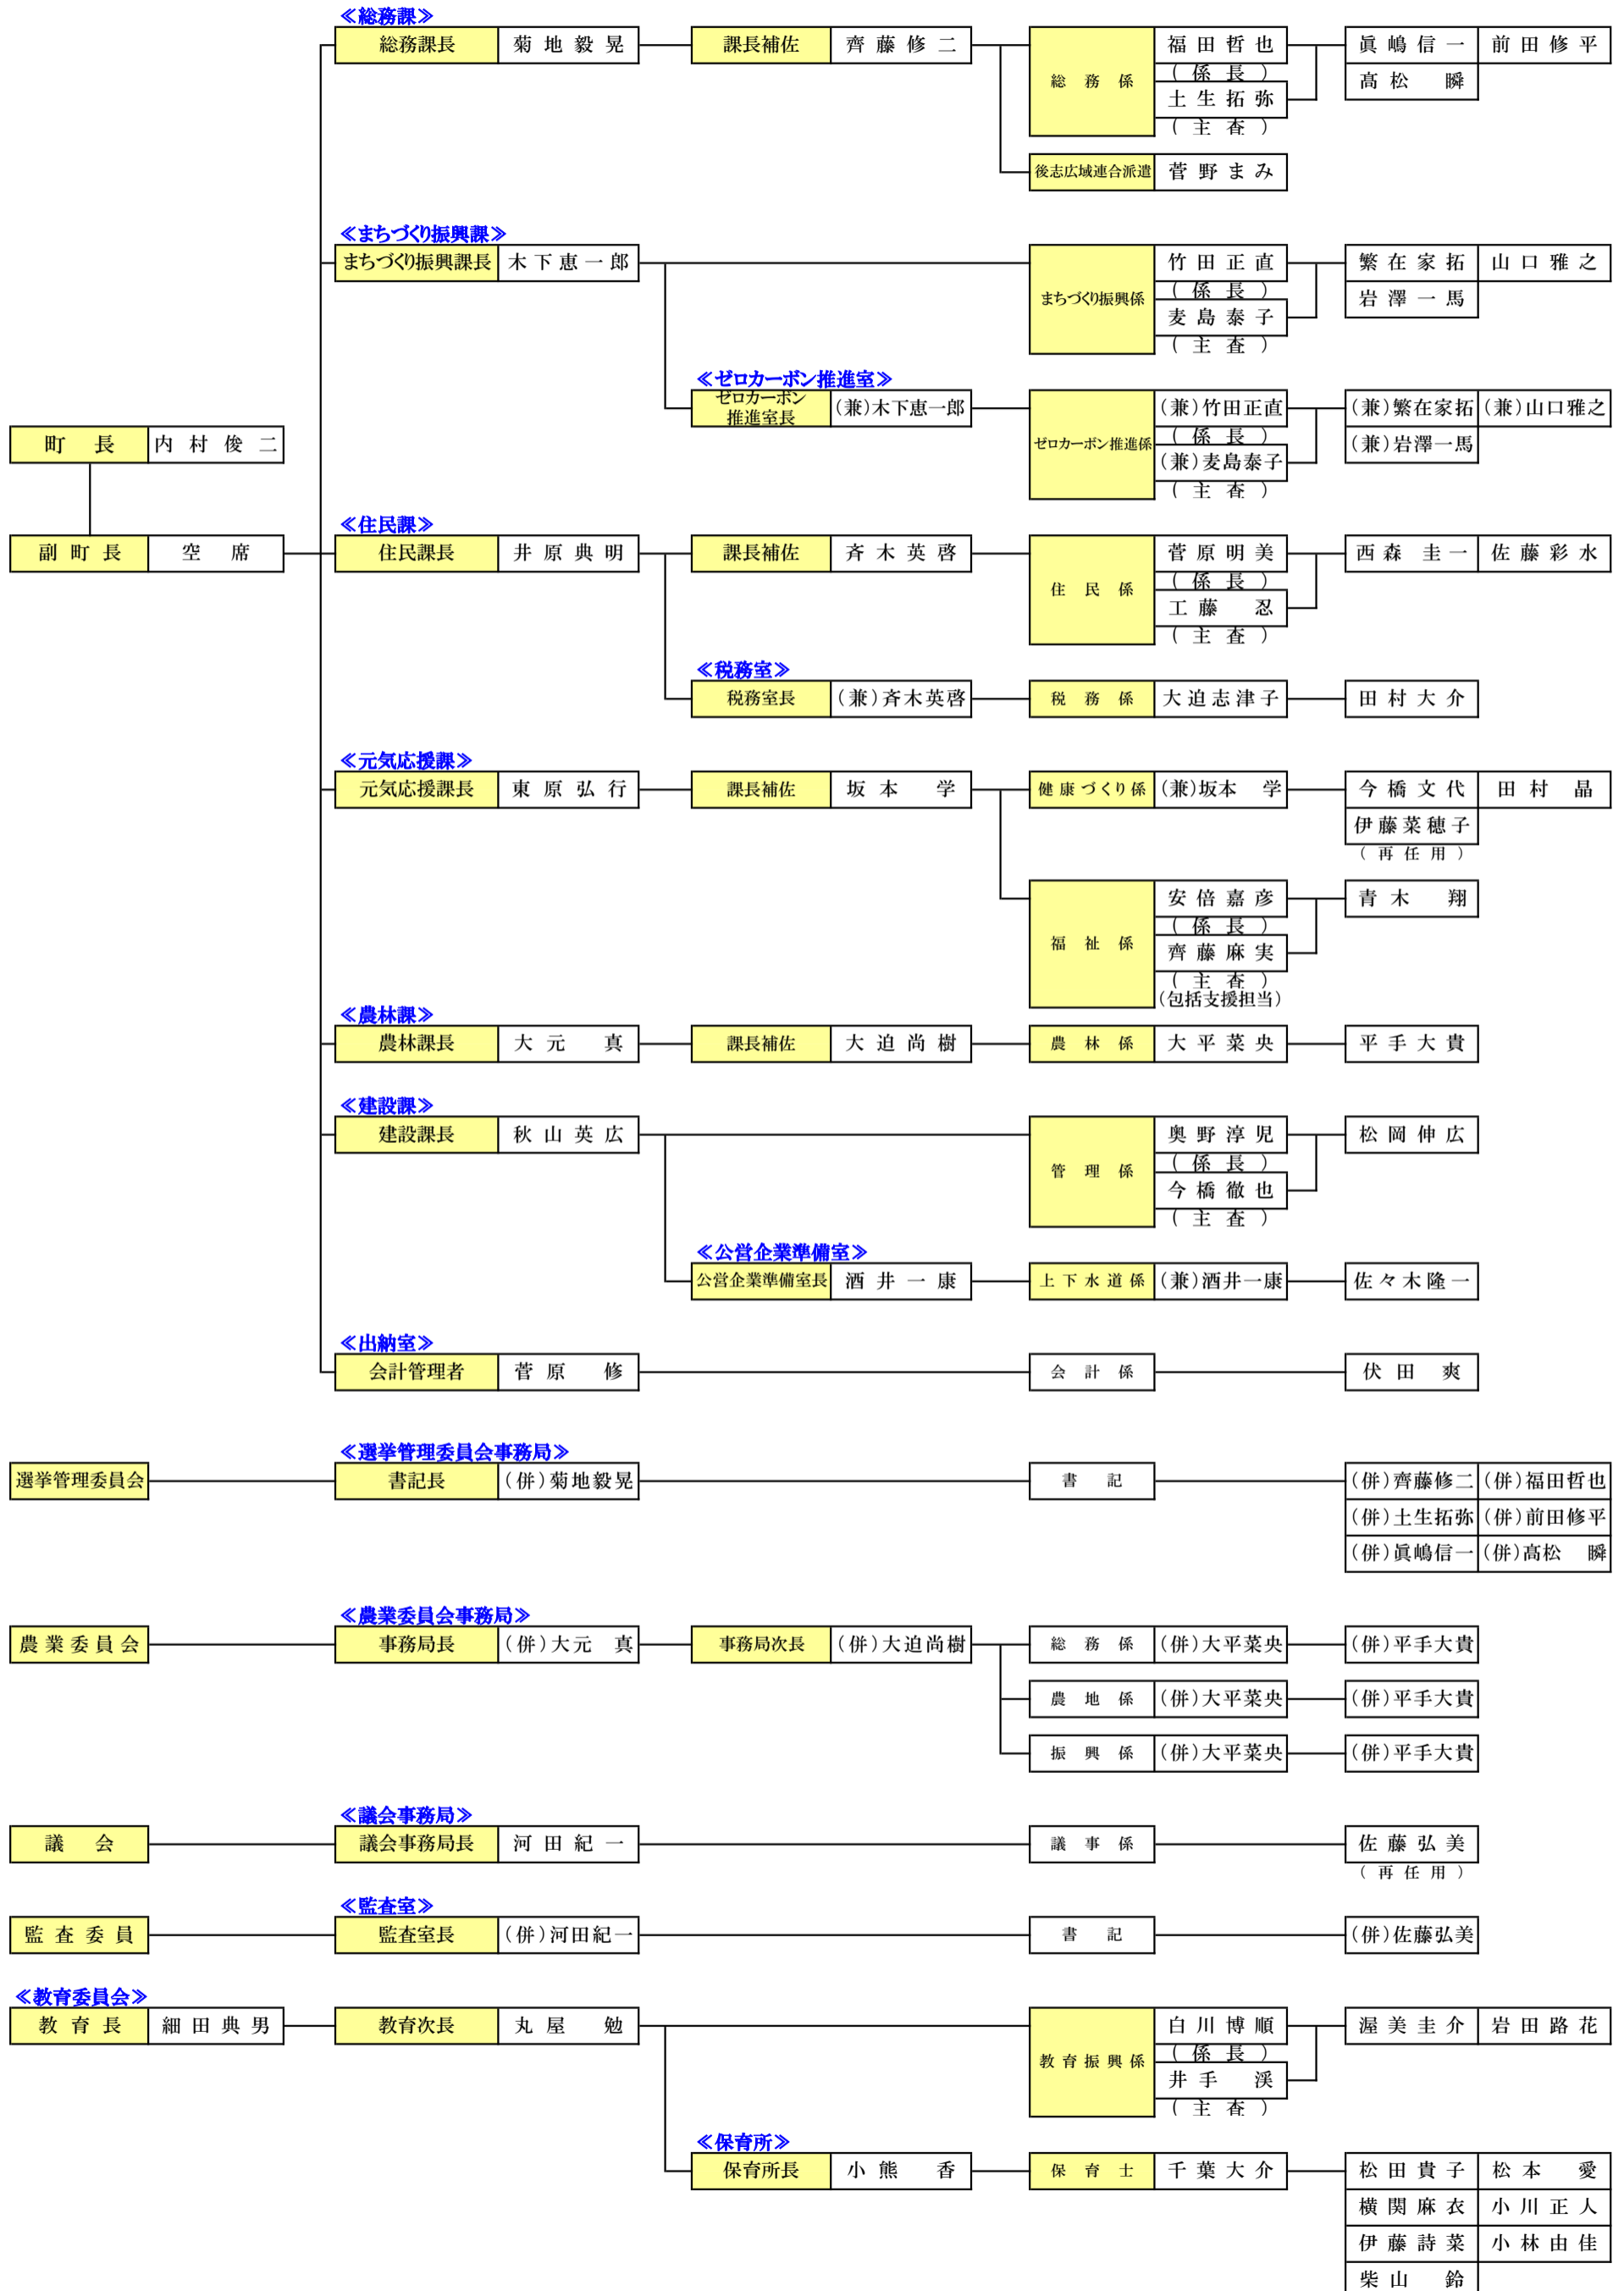 ≪総務課≫
総務課長 菊地毅晃 課長補佐 齊藤修二 総務係 福田哲也 眞嶋信一 前田修平
(係長) 髙松 瞬
土生拓弥
(主査)
後志広域連合派遣 菅野まみ
≪まちづくり振興課≫
まちづくり振興課長 木下恵一郎 まちづくり振興係 竹田正直 繁在家拓 山口雅之
(係長) 岩澤一馬
麦島泰子
(主査)
≪ゼロカーボン推進室≫
ゼロカーボン
推進室長 (兼)木下恵一郎 ゼロカーボン推進係 (兼)竹田正直 (兼)繁在家拓 (兼)山口雅之
(係長) (兼)岩澤一馬
(兼)麦島泰子
(主査)
町長 内村俊二
副町長 空席
≪住民課≫
住民課長 井原典明 課長補佐 斉木英啓 住民係 菅原明美 西森圭一 佐藤彩水
(係長)
工藤 忍
(主査)
≪税務室≫
税務室長 (兼)斉木英啓 税務係 大迫志津子 田村大介
≪元気応援課≫
元気応援課長 東原弘行 課長補佐 坂本 学 健康づくり係 (兼)坂本 学 今橋文代 田村 晶
伊藤菜穂子
(再任用)
福祉係 安倍嘉彦 青木 翔
(係長)
齊藤麻実
(主査)
(包括支援担当)
≪農林課≫
農林課長 大元 真 課長補佐 大迫尚樹 農林係 大平菜央 平手大貴
≪建設課≫
建設課長 秋山英広 管理係 奥野淳児 松岡伸広
(係長)
今橋徹也
(主査)
≪公営企業準備室≫
公営企業準備室長 酒井一康 上下水道係 (兼)酒井一康 佐々木隆一
≪出納室≫
会計管理者 菅原 修 会計係 伏田 爽
≪選挙管理委員会事務局≫
選挙管理委員会 書記長 (併)菊地毅晃 書記 (併)齊藤修二 (併)福田哲也
(併)土生拓弥 (併)前田修平
(併)眞嶋信一 (併)髙松 瞬
≪農業委員会事務局≫
農業委員会 事務局長 (併)大元 真 事務局次長 (併)大迫尚樹 総務係 (併)大平菜央 (併)平手大貴
農地係 (併)大平菜央 (併)平手大貴
振興係 (併)大平菜央 (併)平手大貴
≪議会事務局≫
議会 議会事務局長 河田紀一 議事係 佐藤弘美
(再任用)
≪監査室≫
監査委員 監査室長 (併)河田紀一 書記 (併)佐藤弘美
≪教育委員会≫
教育長 細田典男 教育次長 丸屋 勉 教育振興係 白川博順 渥美圭介 岩田路花
(係長)
井手 渓
(主査)
≪保育所≫
保育所長 小熊 香 保育士 千葉大介 松田貴子 松本 愛
横関麻衣 小川正人
伊藤詩菜 小林由佳
柴山 鈴